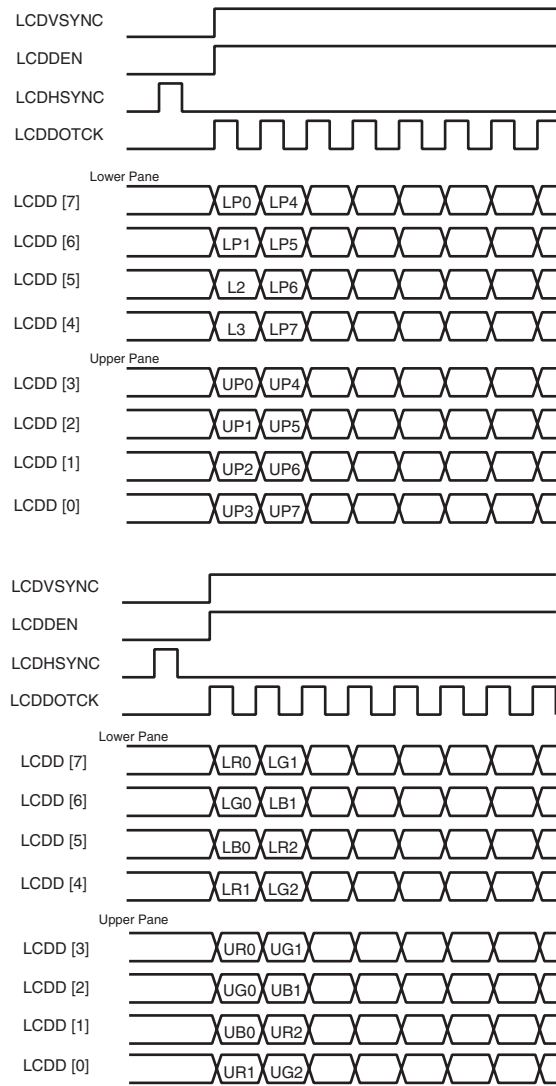 LCDVSYNC
LCDDEN
LCDHSYNC
LCDDOTCK
Lower Pane
LCDD [7] LP0 LP4
LCDD [6] LP1 LP5
LCDD [5] L2 LP6
LCDD [4] L3 LP7
Upper Pane
LCDD [3] UP0 UP4
LCDD [2] UP1 UP5
LCDD [1] UP2 UP6
LCDD [0] UP3 UP7
LCDVSYNC
LCDDEN
LCDHSYNC
LCDDOTCK
Lower Pane
LCDD [7] LR0 LG1
LCDD [6] LG0 LB1
LCDD [5] LB0 LR2
LCDD [4] LR1 LG2
Upper Pane
LCDD [3] UR0 UG1
LCDD [2] UG0 UB1
LCDD [1] UB0 UR2
LCDD [0] UR1 UG2